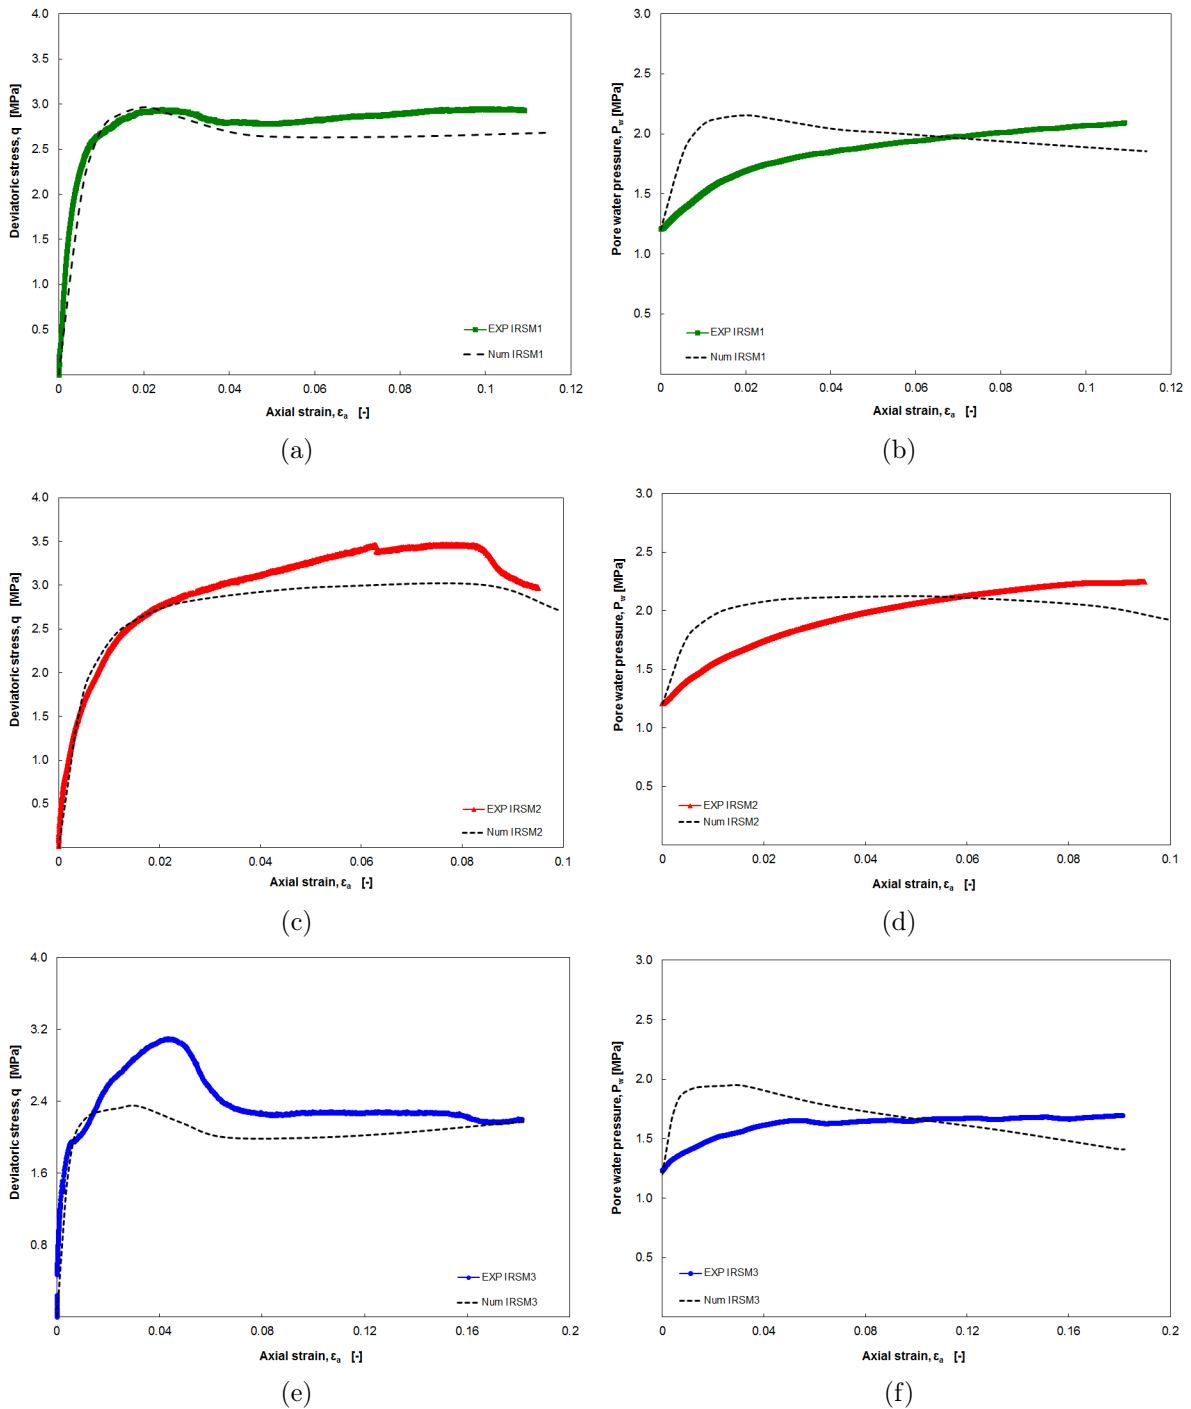 4.0
3.5
3.0
2.5
2.0
1.5
1.0
0.5
Deviatoric stress, q [MPa]
EXP IRSM1
Num IRSM1
0 0.02 0.04 0.06 0.08 0.1 0.12
Axial strain, εa [-]
(a)
3.0
2.5
2.0
1.5
1.0
0.5
Pore water pressure, Pw [MPa]
EXP IRSM1
Num IRSM1
0 0.02 0.04 0.06 0.08 0.1 0.12
Axial strain, εa [-]
(b)
4.0
3.5
3.0
2.5
2.0
1.5
1.0
0.5
Deviatoric stress, q [MPa]
EXP IRSM2
Num IRSM2
0 0.02 0.04 0.06 0.08 0.1
Axial strain, εa [-]
(c)
3.0
2.5
2.0
1.5
1.0
0.5
Pore water pressure, Pw [MPa]
EXP IRSM2
Num IRSM2
0 0.02 0.04 0.06 0.08 0.1
Axial strain, εa [-]
(d)
4.0
3.2
2.4
1.6
0.8
Deviatoric stress, q [MPa]
EXP IRSM3
Num IRSM3
0 0.04 0.08 0.12 0.16 0.2
Axial strain, εa [-]
(e)
3.0
2.5
2.0
1.5
1.0
0.5
Pore water pressure, Pw [MPa]
EXP IRSM3
Num IRSM3
0 0.04 0.08 0.12 0.16 0.2
Axial strain, εa [-]
(f)